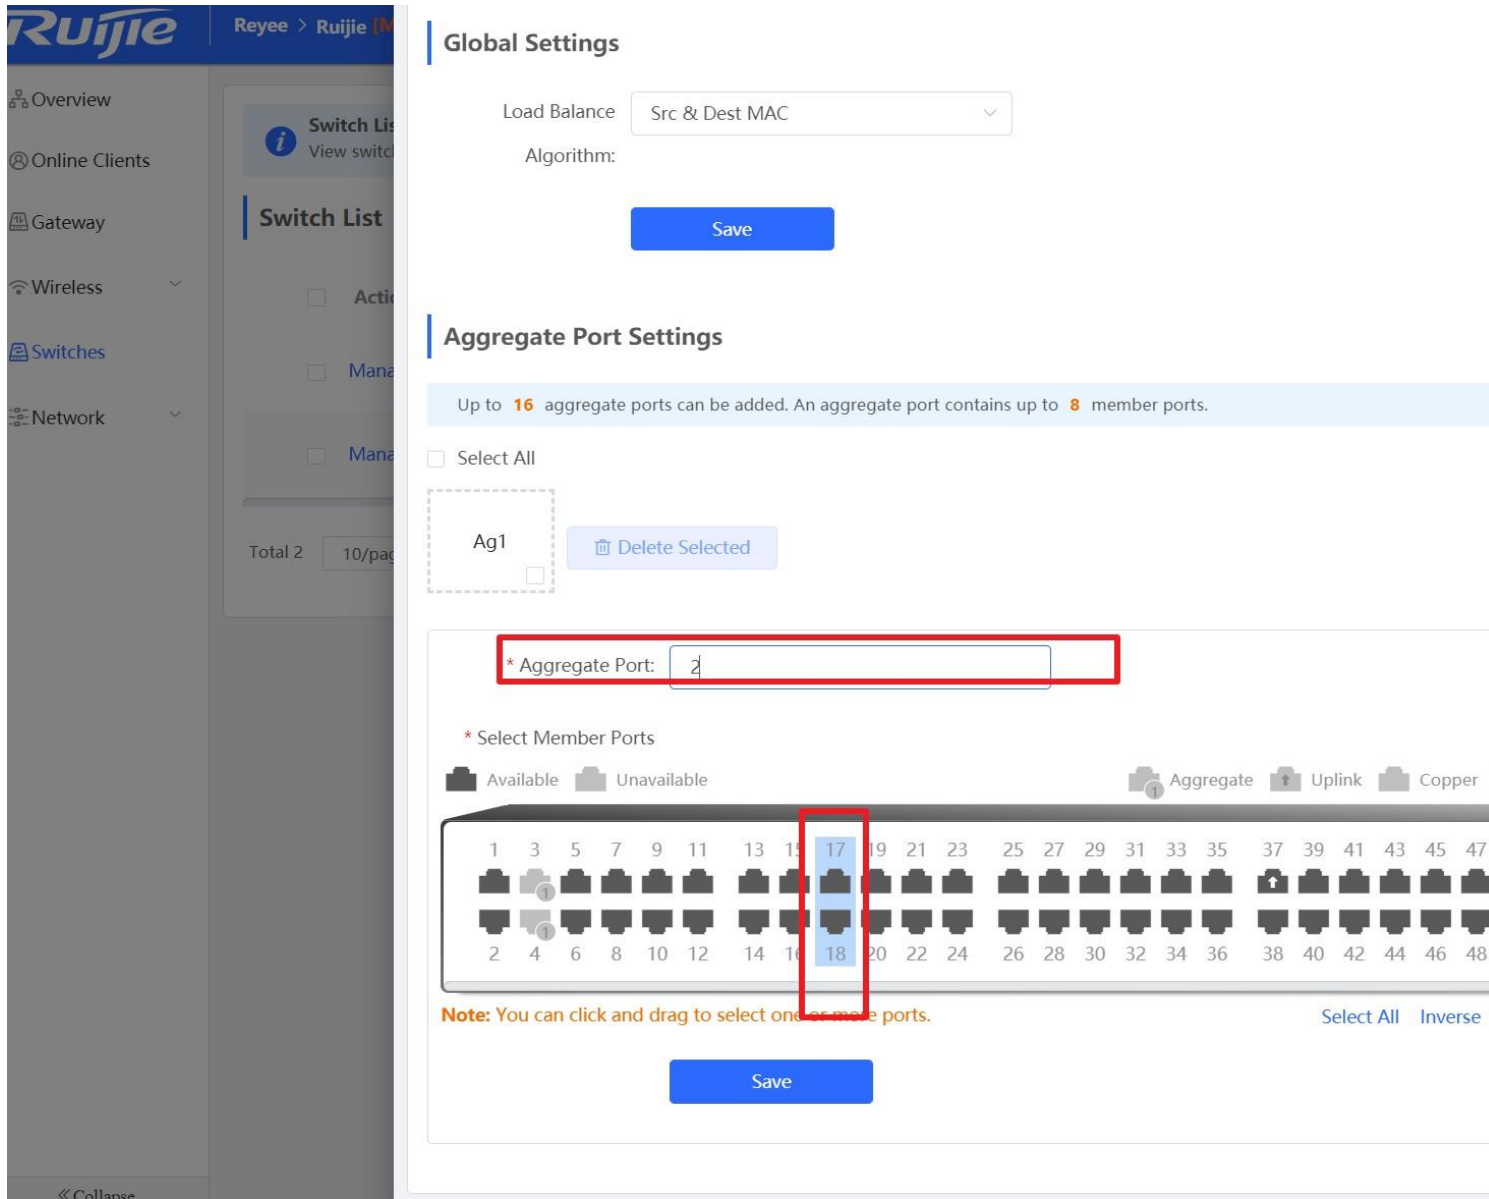 Ruijie
Reyee > Ruijie [M
Overview
Online Clients
Gateway
Wireless
Switches
Network
Collapse
Switch Lis
View switc
Switch List
Actio
Mana
Mana
Total 2 10/pag
Global Settings
Load Balance Src & Dest MAC
Algorithm:
Save
Aggregate Port Settings
Up to 16 aggregate ports can be added. An aggregate port contains up to 8 member ports.
Select All
Ag1
Delete Selected
* Aggregate Port: 2
* Select Member Ports
Available Unavailable Aggregate Uplink Copper
1 3 5 7 9 11 13 15 17 19 21 23 25 27 29 31 33 35 37 39 41 43 45 47
2 4 6 8 10 12 14 16 18 20 22 24 26 28 30 32 34 36 38 40 42 44 46 48
Note: You can click and drag to select one or more ports.
Select All Inverse
Save